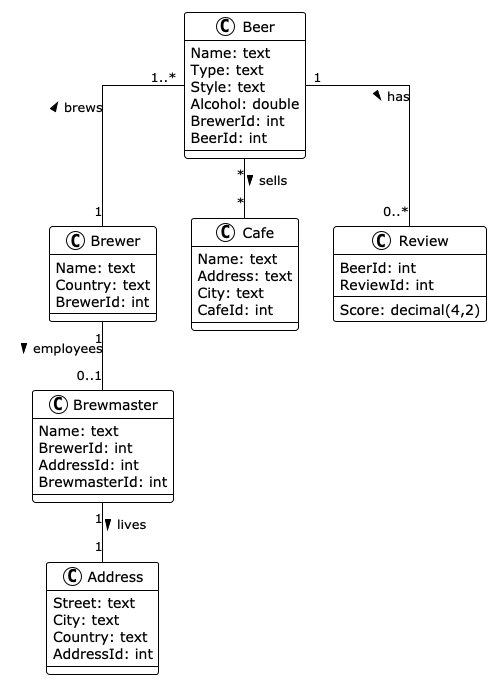 C Beer
Name: text
Type: text
Style: text
Alcohol: double
BrewerId: int
BeerId: int
1..*
1
brews
has
*
sells
*
1
0..*
C Brewer
Name: text
Country: text
BrewerId: int
C Cafe
Name: text
Address: text
City: text
CafeId: int
C Review
BeerId: int
ReviewId: int
Score: decimal(4,2)
1
employees
0..1
C Brewmaster
Name: text
BrewerId: int
AddressId: int
BrewmasterId: int
1
lives
1
C Address
Street: text
City: text
Country: text
AddressId: int